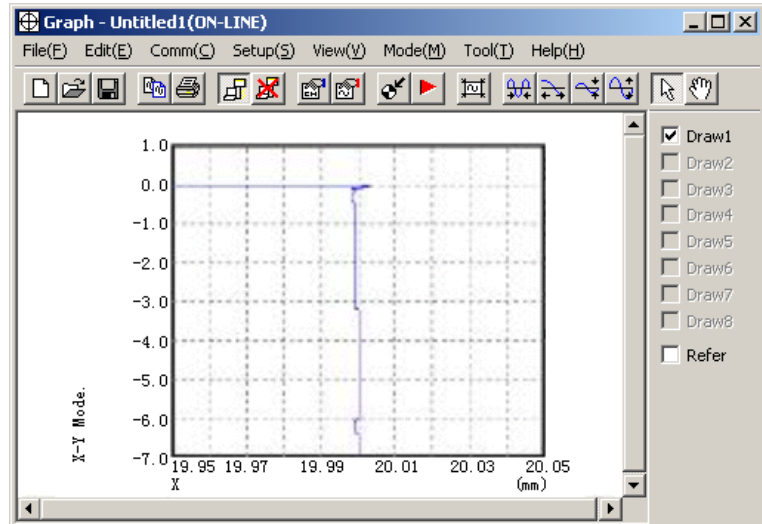 Graph - Untitled1(ON-LINE)
File(F) Edit(E) Comm(C) Setup(S) View(V) Mode(M) Tool(T) Help(H)
1.0
0.0
-1.0
-2.0
-3.0
-4.0
-5.0
-6.0
-7.0
X-Y Mode.
19.95 19.97 19.99 20.01 20.03 20.05
X (mm)
Draw1
Draw2
Draw3
Draw4
Draw5
Draw6
Draw7
Draw8
Refer